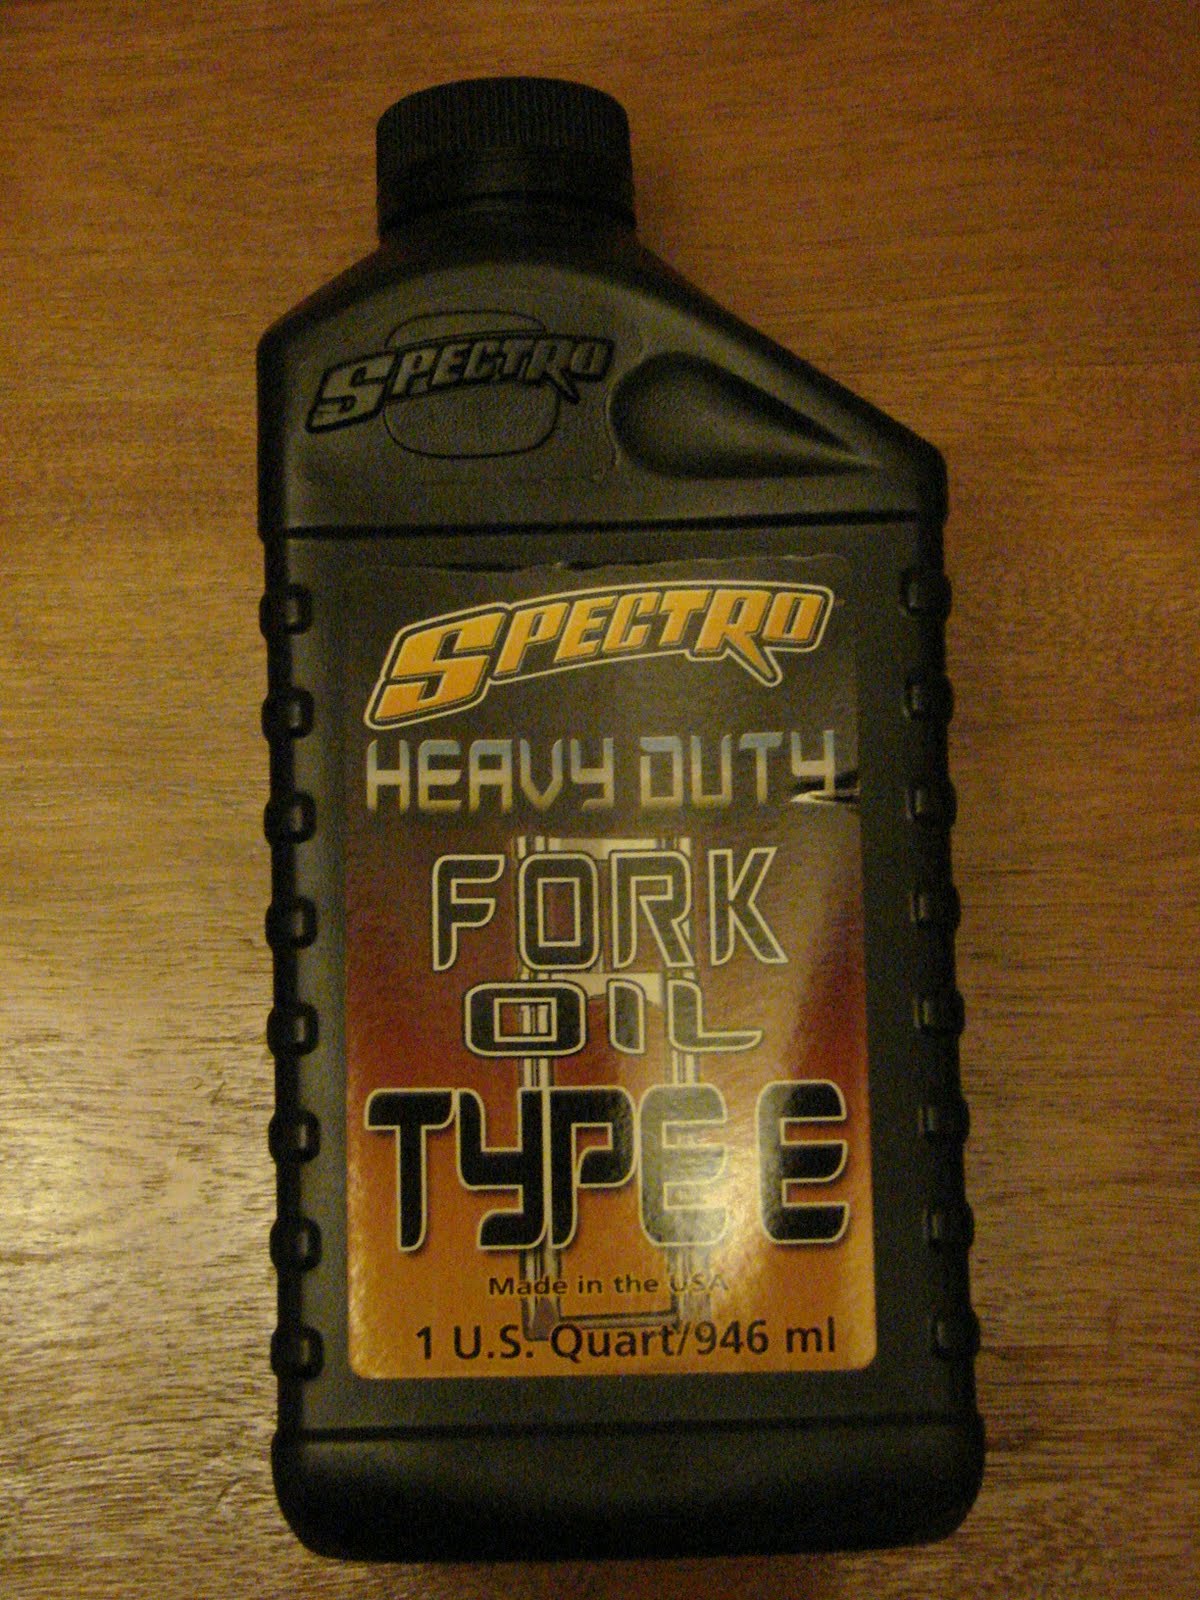 SPECTRO
SPECTRO
HEAVY DUTY
FORK
OIL
TYPE E
Made in the USA
1 U.S. Quart/946 ml